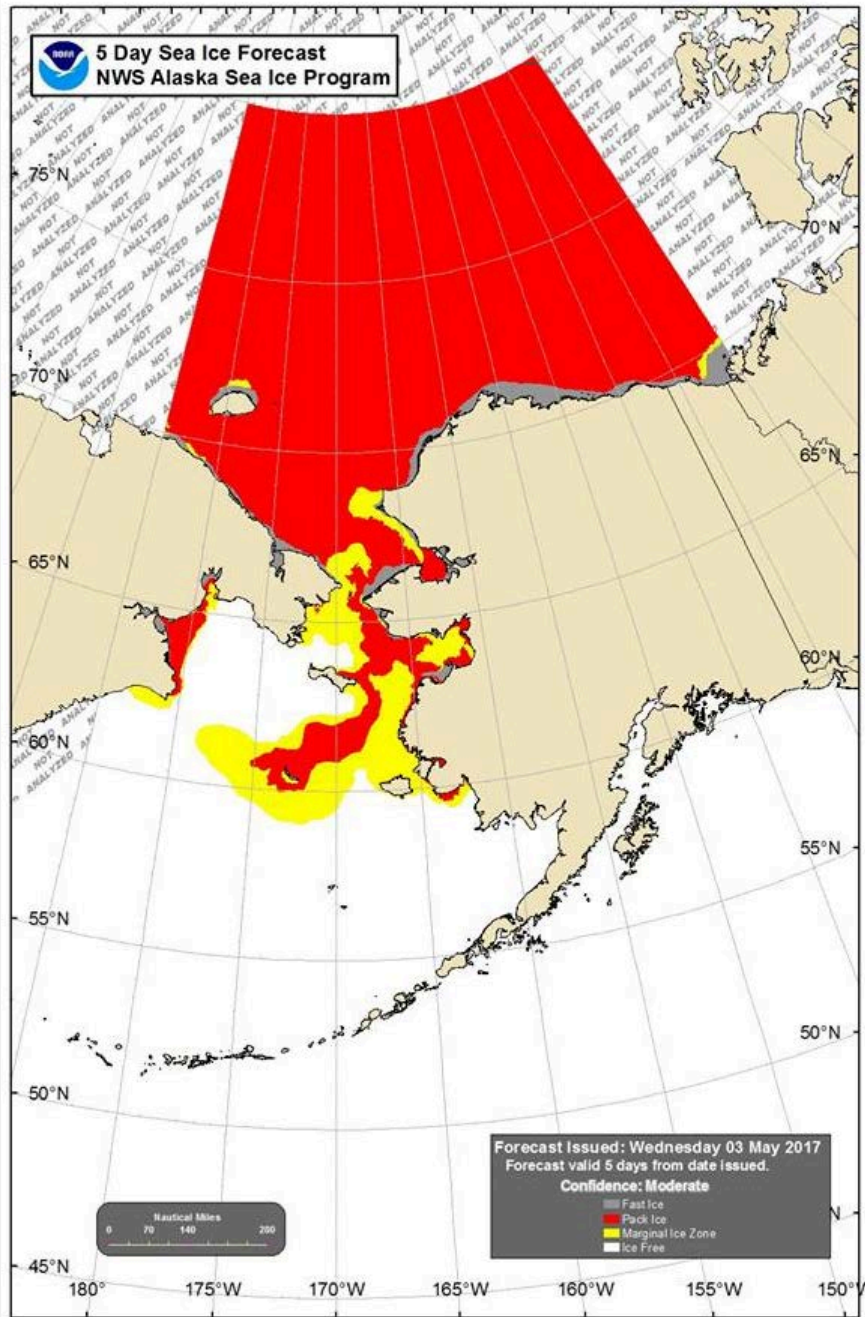 NOAA
5 Day Sea Ice Forecast
NWS Alaska Sea Ice Program
NOT ANALYZED
75°N
70°N
70°N
65°N
65°N
60°N
60°N
55°N
55°N
50°N
50°N
45°N
Forecast Issued: Wednesday 03 May 2017
Forecast valid 5 days from date issued.
Confidence: Moderate
Fast Ice
Pack Ice
Marginal Ice Zone
Ice Free
Nautical Miles
0 70 140 280
180° 175°W 170°W 165°W 160°W 155°W 150°W